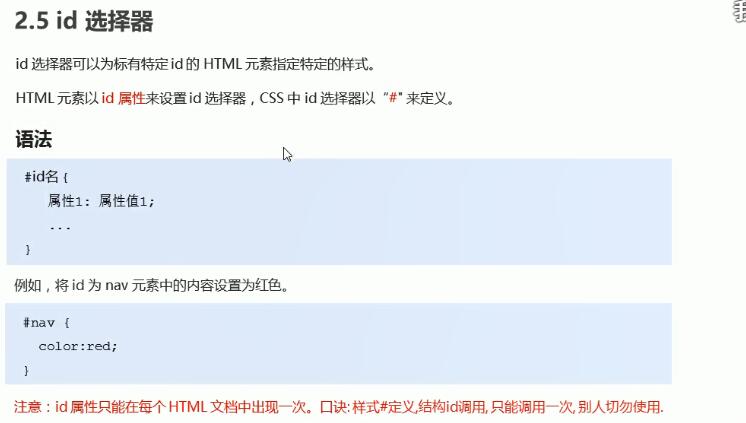 2.5 id 选择器
id 选择器可以为标有特定 id 的 HTML 元素指定特定的样式。
HTML 元素以 id 属性来设置 id 选择器，CSS 中 id 选择器以“#" 来定义。
语法
#id名 {
属性1: 属性值1;
...
}
例如，将 id 为 nav 元素中的内容设置为红色。
#nav {
color:red;
}
注意：id 属性只能在每个 HTML 文档中出现一次。口诀: 样式#定义,结构id调用, 只能调用一次, 别人切勿使用.